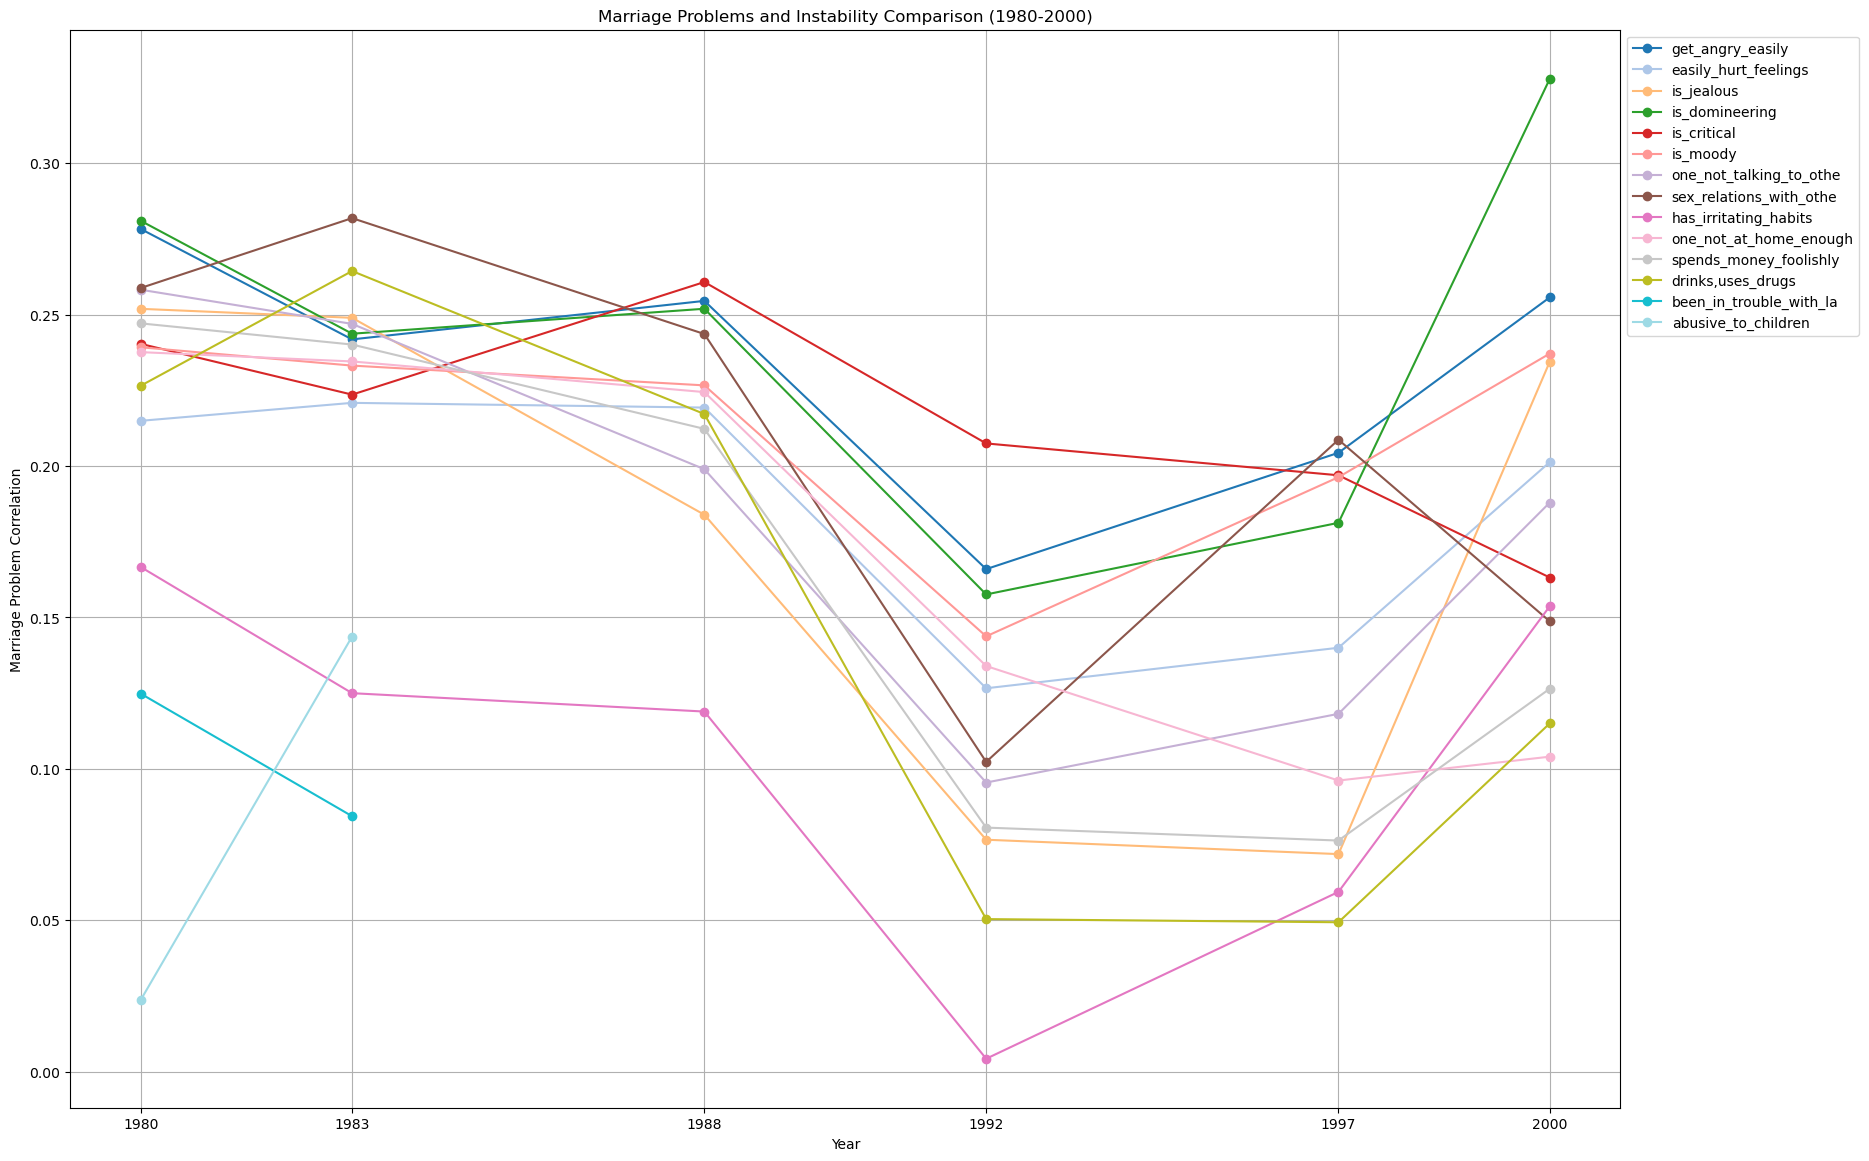 Marriage Problems and Instability Comparison (1980-2000)
get_angry_easily
easily_hurt_feelings
is_jealous
is_domineering
is_critical
is_moody
one_not_talking_to_othe
sex_relations_with_othe
has_irritating_habits
one_not_at_home_enough
spends_money_foolishly
drinks,uses_drugs
been_in_trouble_with_la
abusive_to_children
Marriage Problem Correlation
0.30
0.25
0.20
0.15
0.10
0.05
0.00
1980 1983 1988 1992 1997 2000
Year